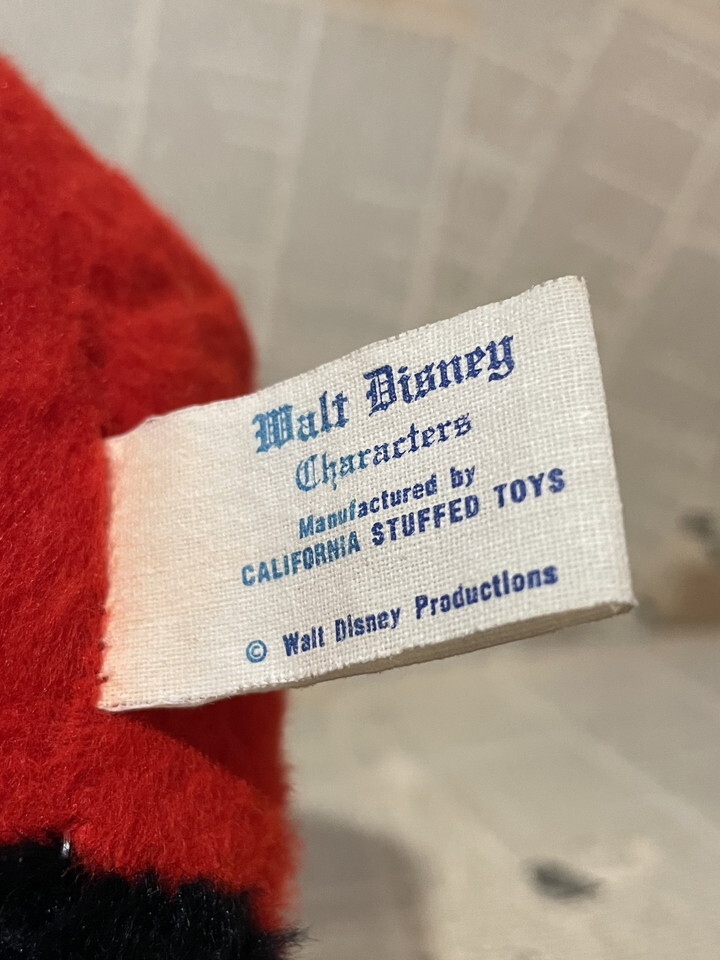 Walt Disney
Characters
Manufactured by
CALIFORNIA STUFFED TOYS
© Walt Disney Productions